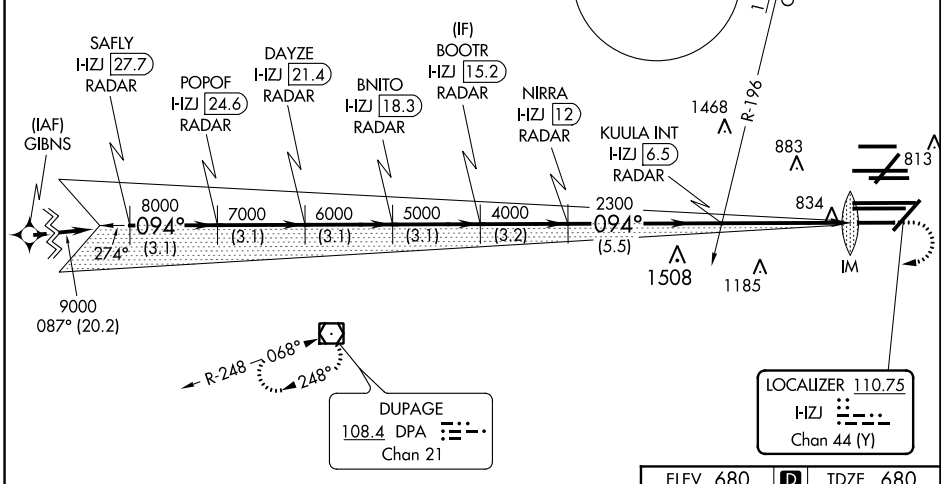 SAFLY
I-IZJ 27.7
RADAR
POPOF
I-IZJ 24.6
RADAR
DAYZE
I-IZJ 21.4
RADAR
BNITO
I-IZJ 18.3
RADAR
(IF)
BOOTR
I-IZJ 15.2
RADAR
NIRRA
I-IZJ 12
RADAR
KUULA INT
I-IZJ 6.5
RADAR
R-196
1468
883
813
834
(IAF)
GIBNS
8000
094°
(3.1)
7000
(3.1)
6000
(3.1)
5000
(3.1)
4000
(3.2)
2300
094°
(5.5)
274°
9000
087° (20.2)
1508
1185
IM
R-248
068°
248°
DUPAGE
108.4 DPA
Chan 21
LOCALIZER 110.75
I-IZJ
Chan 44 (Y)
ELEV 680 D TDZE 680